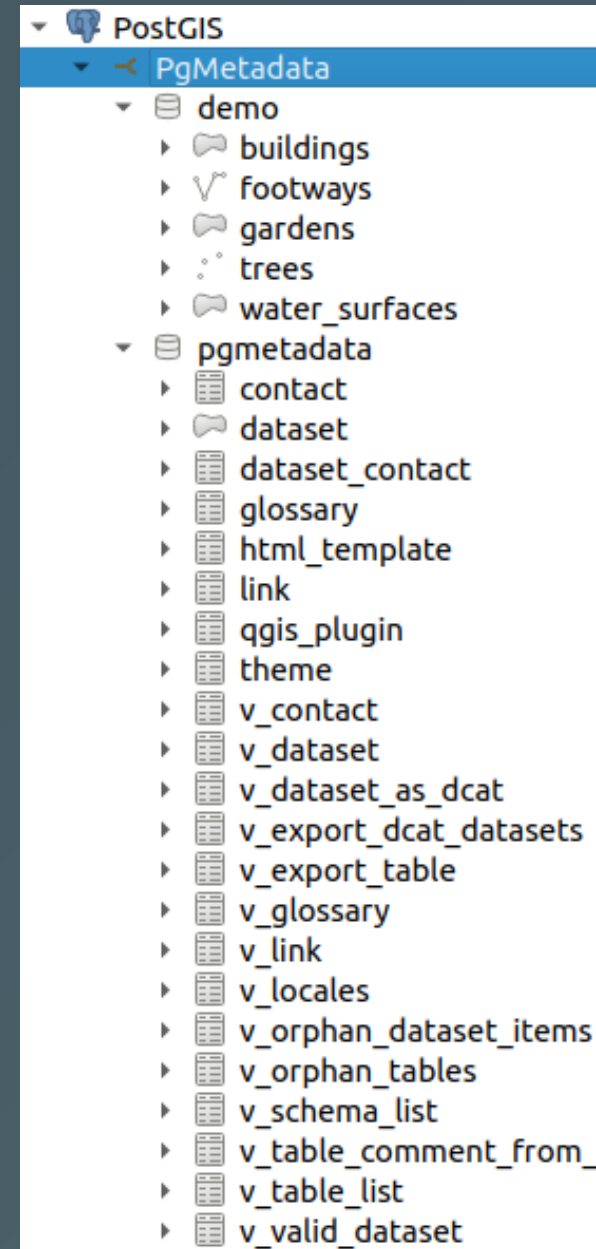 PostGIS
PgMetadata
demo
buildings
footways
gardens
trees
water_surfaces
pgmetadata
contact
dataset
dataset_contact
glossary
html_template
link
qgis_plugin
theme
v_contact
v_dataset
v_dataset_as_dcat
v_export_dcat_datasets
v_export_table
v_glossary
v_link
v_locales
v_orphan_dataset_items
v_orphan_tables
v_schema_list
v_table_comment_from_
v_table_list
v_valid_dataset